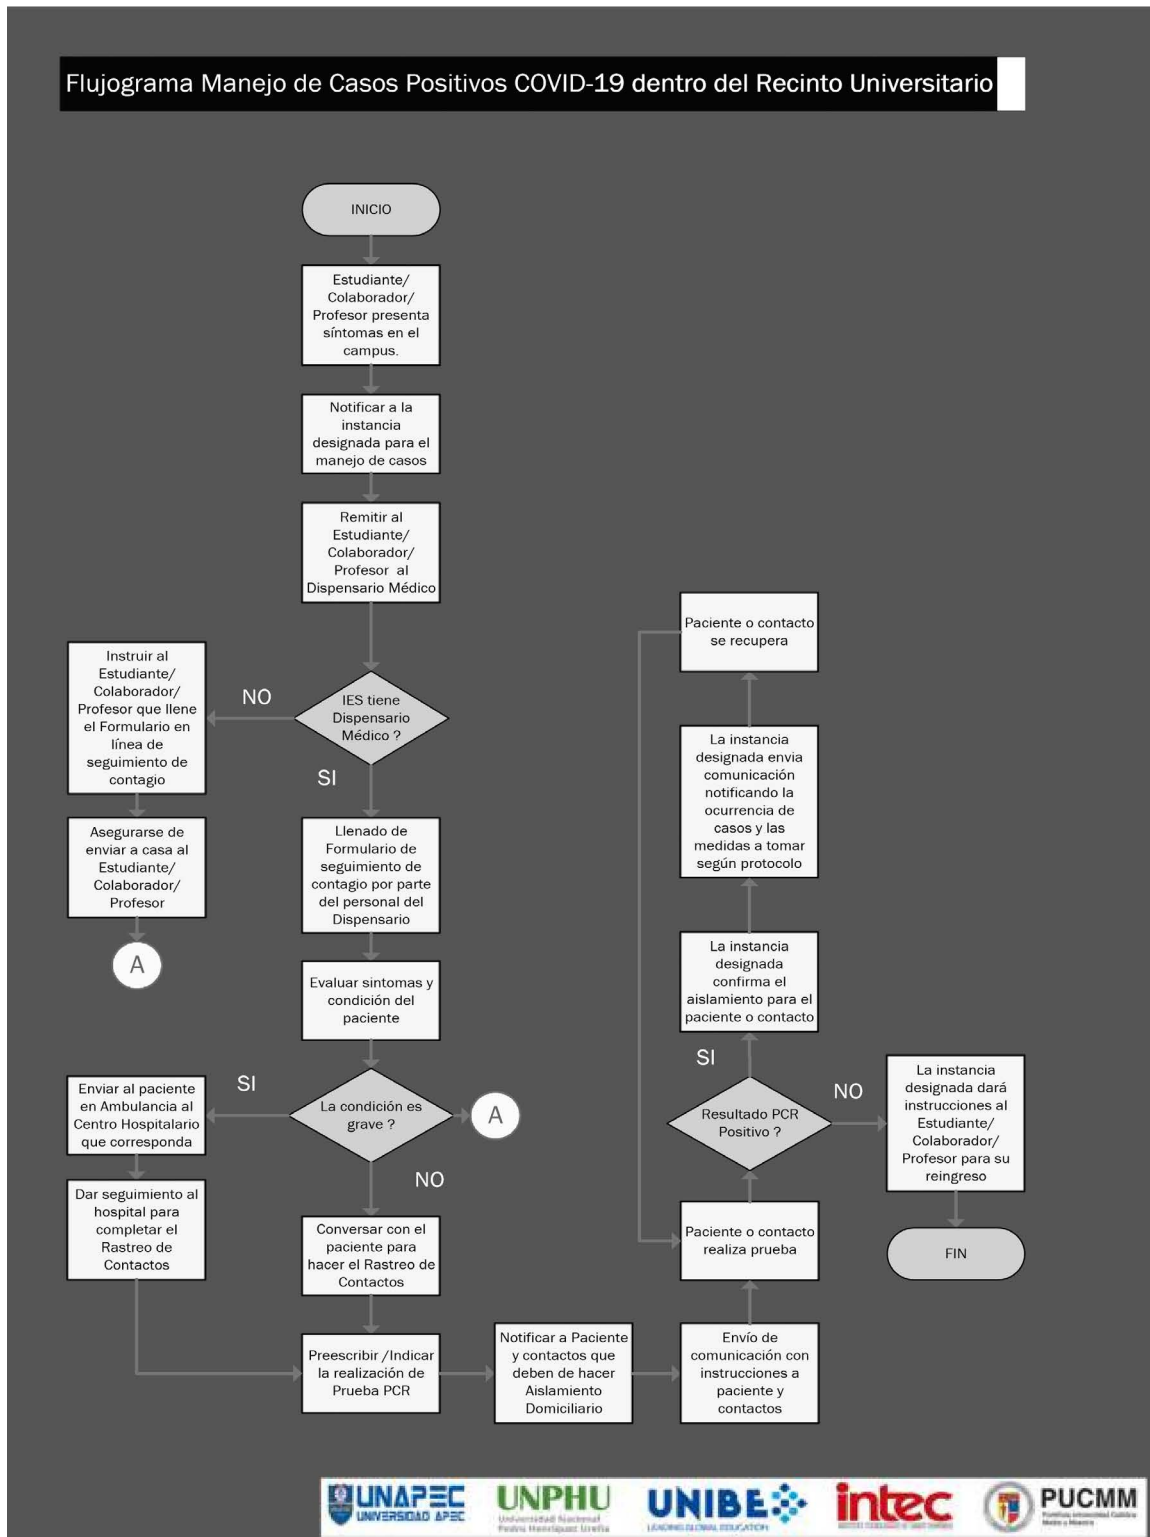 Flujograma Manejo de Casos Positivos COVID-19 dentro del Recinto Universitario
INICIO
Estudiante/
Colaborador/
Profesor presenta
síntomas en el
campus.
Notificar a la
instancia
designada para el
manejo de casos
Remitir al
Estudiante/
Colaborador/
Profesor al
Dispensario Médico
IES tiene
Dispensario
Médico ?
NO
Instruir al
Estudiante/
Colaborador/
Profesor que llene
el Formulario en
línea de
seguimiento de
contagio
Asegurarse de
enviar a casa al
Estudiante/
Colaborador/
Profesor
A
SI
Llenado de
Formulario de
seguimiento de
contagio por parte
del personal del
Dispensario
Evaluar sintomas y
condición del
paciente
La condición es
grave ?
A
SI
Enviar al paciente
en Ambulancia al
Centro Hospitalario
que corresponda
Dar seguimiento al
hospital para
completar el
Rastreo de
Contactos
NO
Conversar con el
paciente para
hacer el Rastreo de
Contactos
Preescribir /Indicar
la realización de
Prueba PCR
Notificar a Paciente
y contactos que
deben de hacer
Aislamiento
Domiciliario
Envío de
comunicación con
instrucciones a
paciente y
contactos
Paciente o contacto
realiza prueba
Resultado PCR
Positivo ?
SI
La instancia
designada
confirma el
aislamiento para el
paciente o contacto
La instancia
designada envia
comunicación
notificando la
ocurrencia de
casos y las
medidas a tomar
según protocolo
Paciente o contacto
se recupera
NO
La instancia
designada dará
instrucciones al
Estudiante/
Colaborador/
Profesor para su
reingreso
FIN
UNAPEC
UNIVERSIDAD APEC
UNPHU
Universidad Nacional
Pedro Henríquez Ureña
UNIBE
LEADING GLOBAL EDUCATION
intec
PUCMM